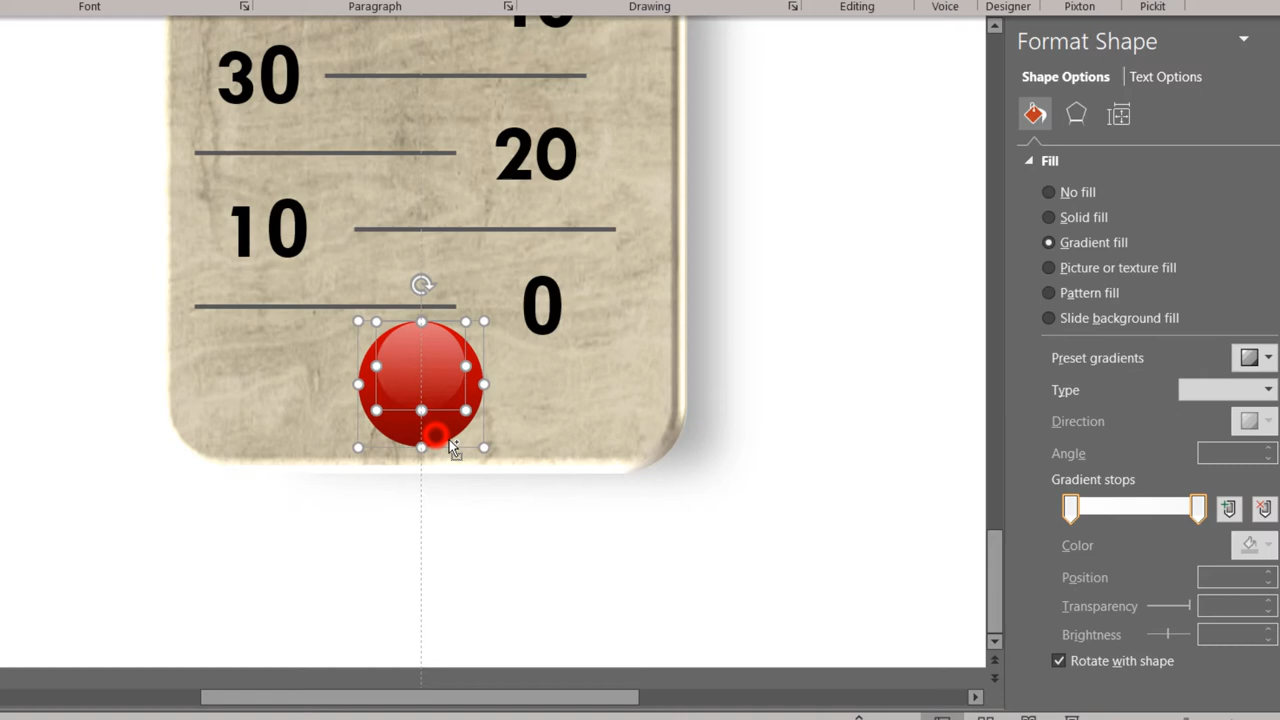 Font
Paragraph
Drawing
Editing
Voice
Designer
Pixton
Pickit
30
20
10
0
Format Shape
Shape Options
Text Options
Fill
No fill
Solid fill
Gradient fill
Picture or texture fill
Pattern fill
Slide background fill
Preset gradients
Type
Direction
Angle
Gradient stops
Color
Position
Transparency
Brightness
Rotate with shape